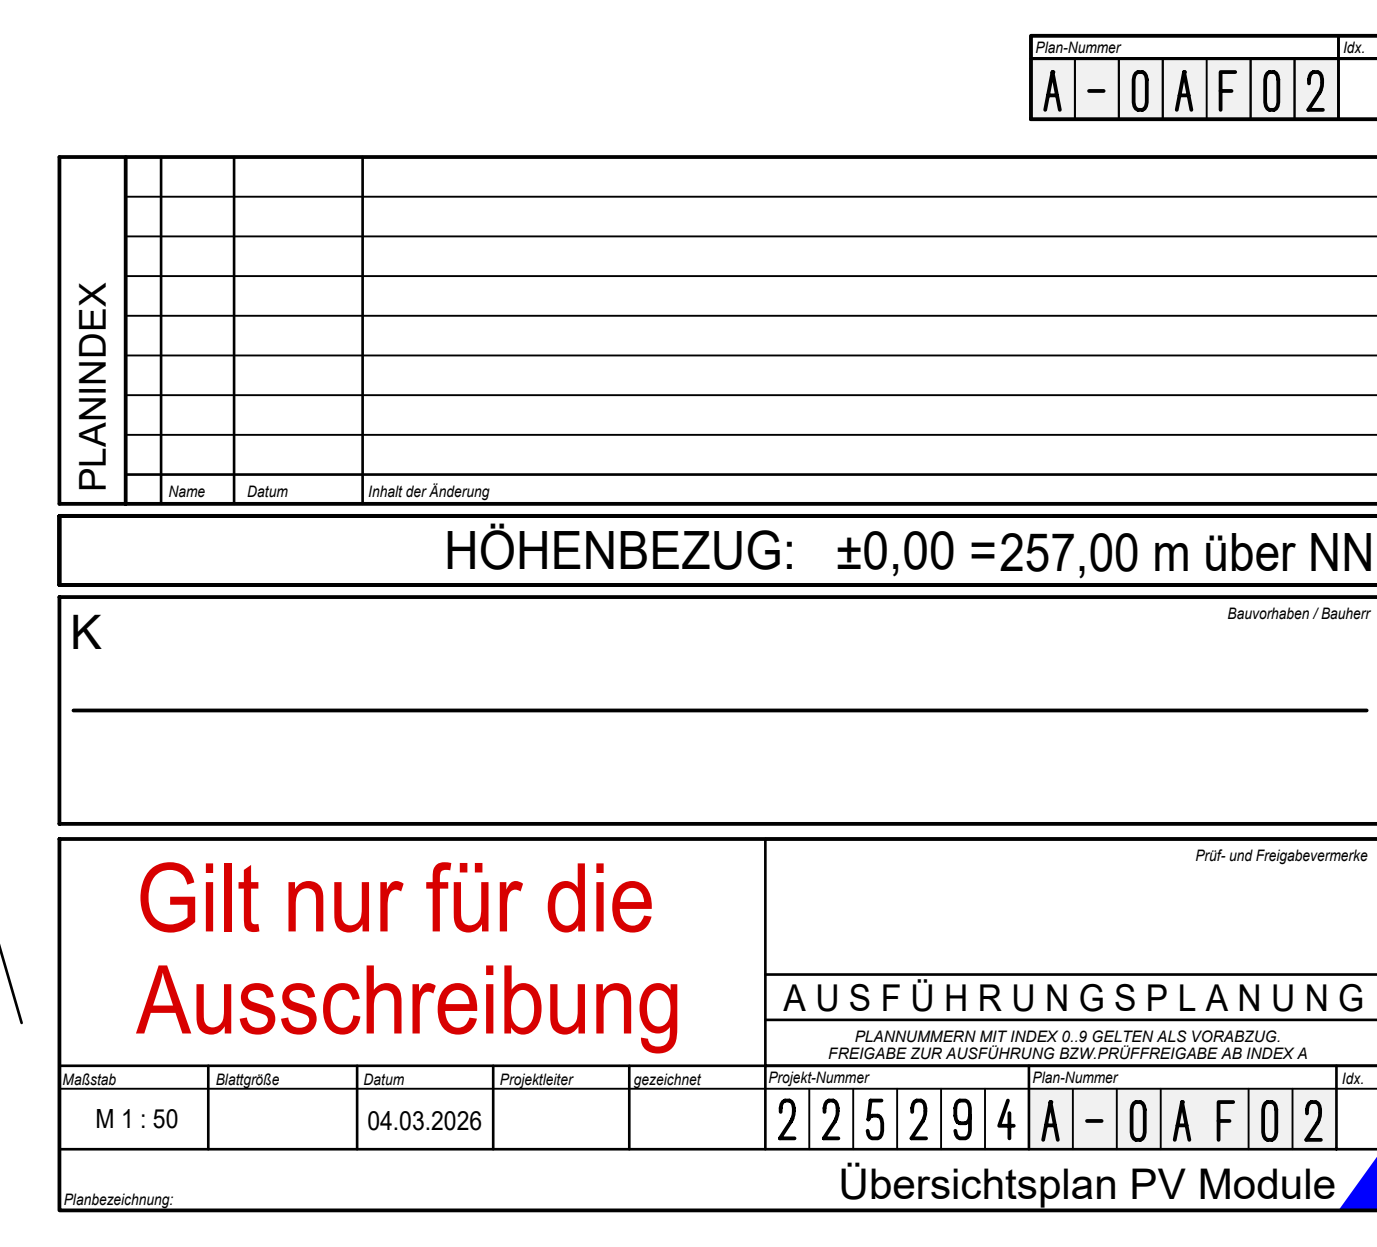 Plan-Nummer Idx.
A-0AF02
PLANINDEX
Name Datum Inhalt der Änderung
HÖHENBEZUG: ±0,00 =257,00 m über NN
Bauvorhaben / Bauherr
K
Prüf- und Freigabevermerke
Gilt nur für die
Ausschreibung
AUSFÜHRUNGSPLANUNG
PLANNUMMERN MIT INDEX 0..9 GELTEN ALS VORABZUG.
FREIGABE ZUR AUSFÜHRUNG BZW.PRÜFFREIGABE AB INDEX A
Maßstab Blattgröße Datum Projektleiter gezeichnet Projekt-Nummer Plan-Nummer Idx.
M 1 : 50 04.03.2026 225294 A-0AF02
Planbezeichnung: Übersichtsplan PV Module